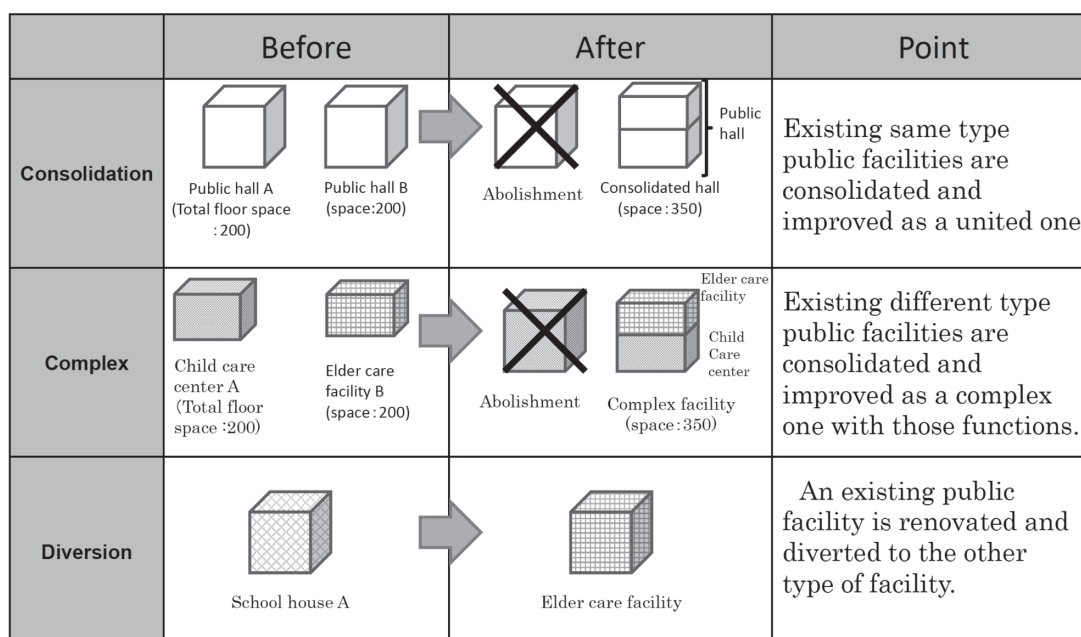 Before
After
Point
Consolidation
Public hall A
(Total floor space
:200)
Public hall B
(space:200)
Abolishment
Consolidated hall
(space:350)
Public
hall
Existing same type
public facilities are
consolidated and
improved as a united one
Complex
Child care
center A
(Total floor
space :200)
Elder care
facility B
(space:200)
Abolishment
Complex facility
(space:350)
Elder care
facility
Child
Care
center
Existing different type
public facilities are
consolidated and
improved as a complex
one with those functions.
Diversion
School house A
Elder care facility
An existing public
facility is renovated and
diverted to the other
type of facility.